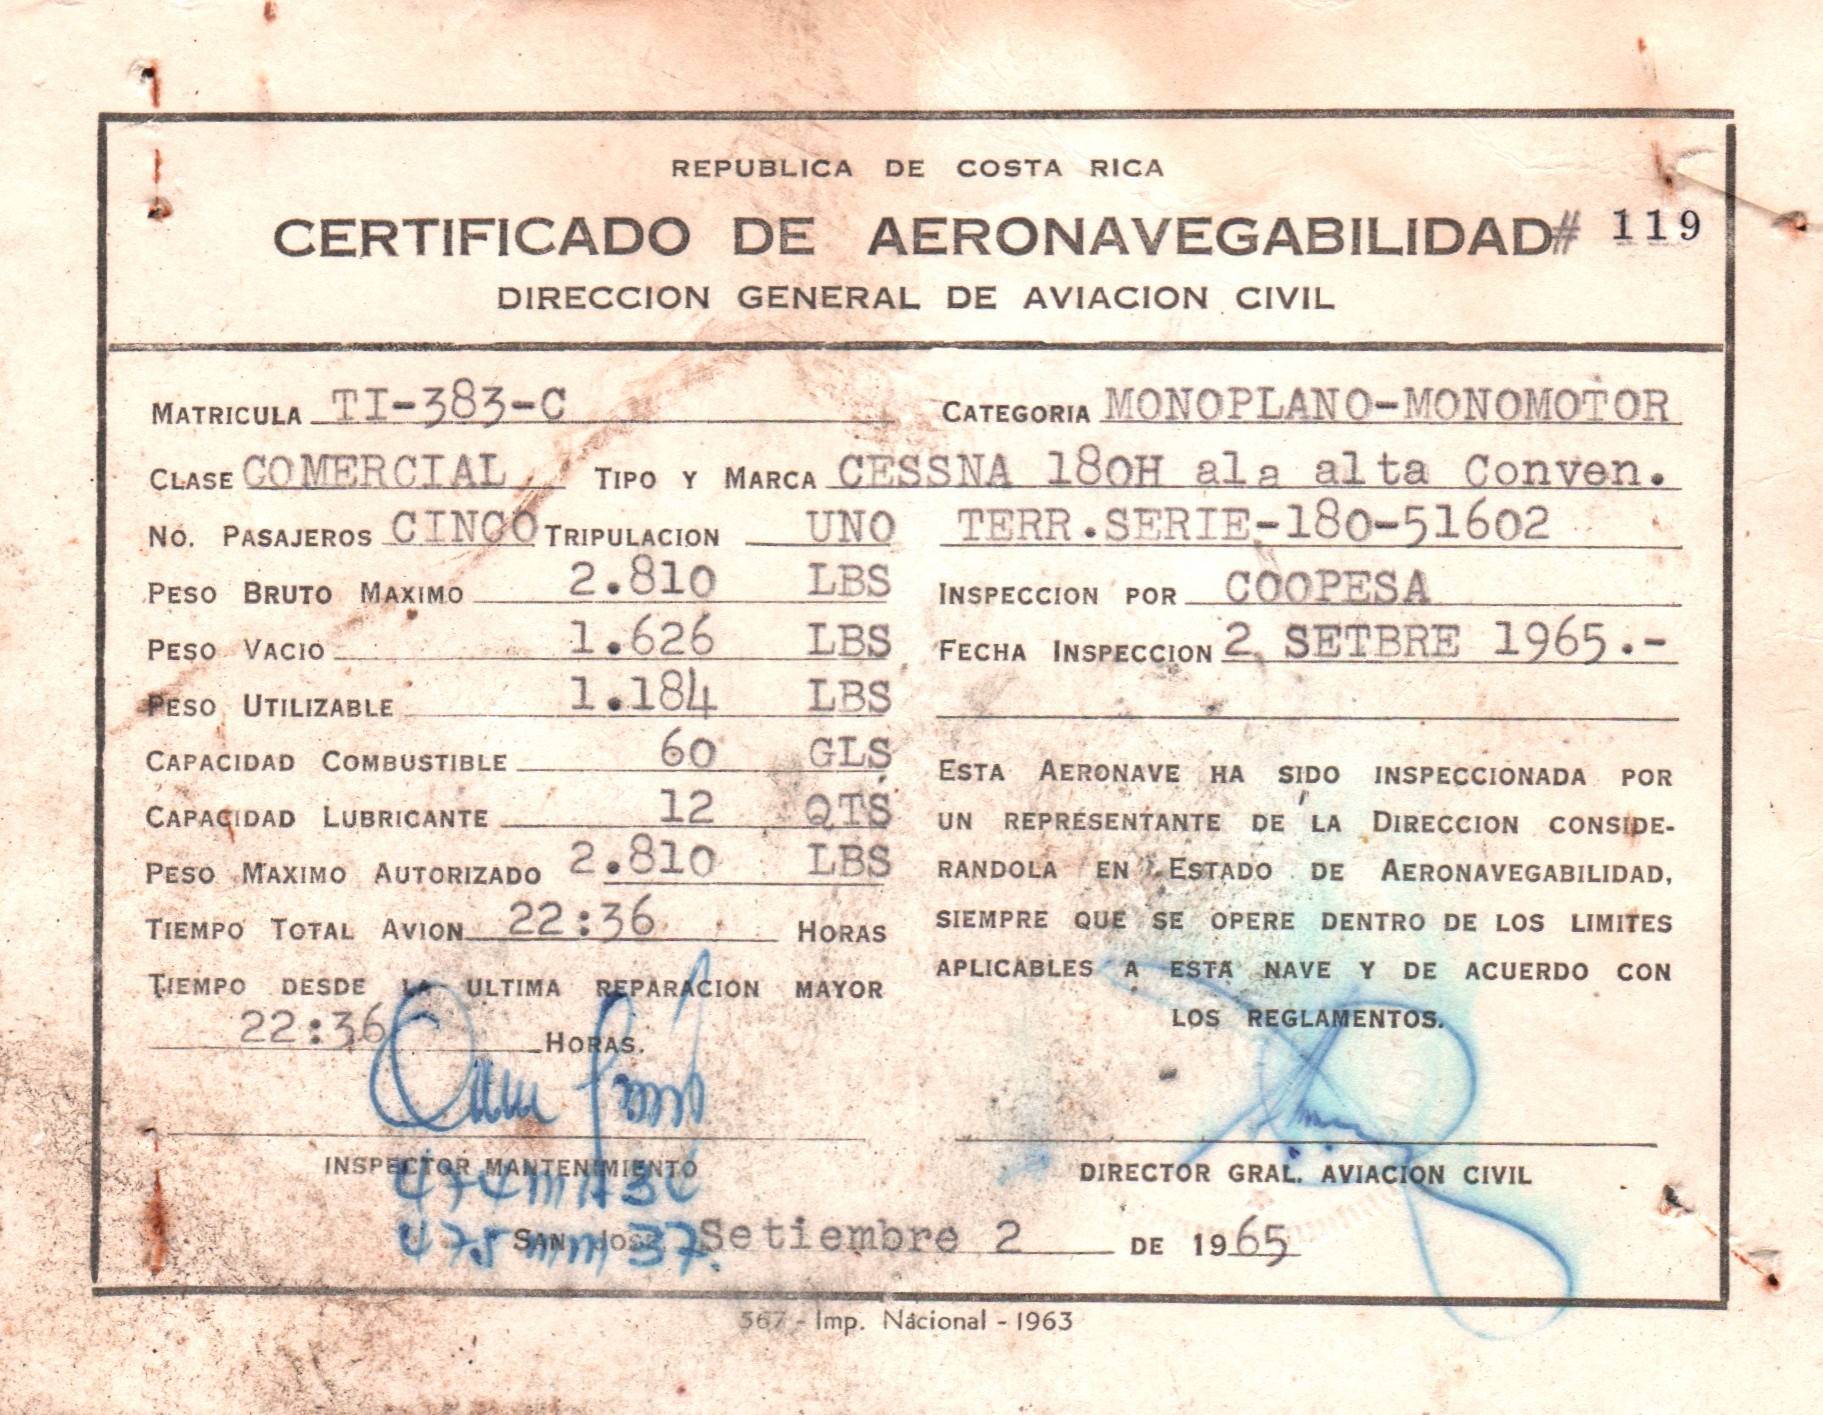 REPUBLICA DE COSTA RICA
CERTIFICADO DE AERONAVEGABILIDAD # 119
DIRECCION GENERAL DE AVIACION CIVIL
MATRICULA TI-383-C CATEGORIA MONOPLANO-MONOMOTOR
CLASE COMERCIAL TIPO Y MARCA CESSNA 180H ala alta Conven.
NO. PASAJEROS CINCO TRIPULACION UNO TERR.SERIE-180-51602
PESO BRUTO MAXIMO 2.810 LBS INSPECCION POR COOPESA
PESO VACIO 1.626 LBS FECHA INSPECCION 2 SETBRE 1965.-
PESO UTILIZABLE 1.184 LBS
CAPACIDAD COMBUSTIBLE 60 GLS
CAPACIDAD LUBRICANTE 12 QTS
PESO MAXIMO AUTORIZADO 2.810 LBS
TIEMPO TOTAL AVION 22:36 HORAS
TIEMPO DESDE LA ULTIMA REPARACION MAYOR
22:36 HORAS.
ESTA AERONAVE HA SIDO INSPECCIONADA POR
UN REPRESENTANTE DE LA DIRECCION CONSIDE-
RANDOLA EN ESTADO DE AERONAVEGABILIDAD,
SIEMPRE QUE SE OPERE DENTRO DE LOS LIMITES
APLICABLES A ESTA NAVE Y DE ACUERDO CON
LOS REGLAMENTOS.
INSPECTOR MANTENIMIENTO
DIRECTOR GRAL. AVIACION CIVIL
SAN JOSE Setiembre 2 DE 1965
567 - Imp. Nacional - 1963